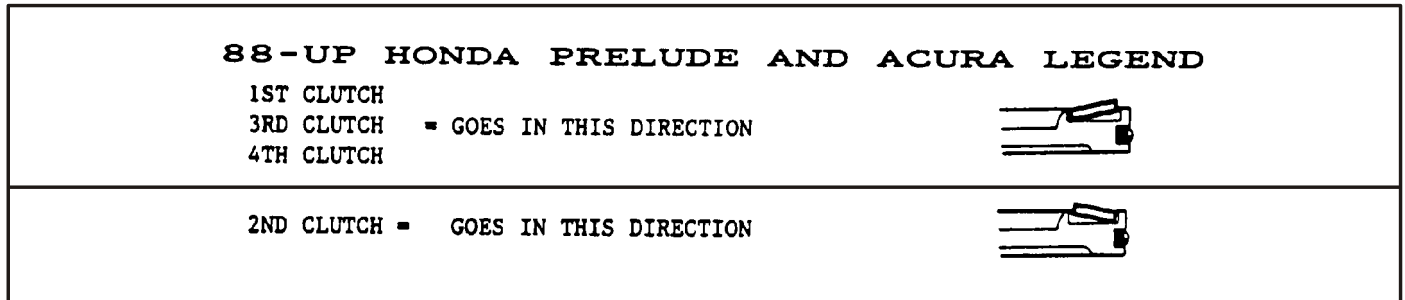 88-UP HONDA PRELUDE AND ACURA LEGEND
1ST CLUTCH
3RD CLUTCH = GOES IN THIS DIRECTION
4TH CLUTCH
2ND CLUTCH = GOES IN THIS DIRECTION